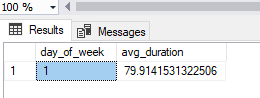 100 %
Results Messages
day_of_week avg_duration
1 1 79.9141531322506